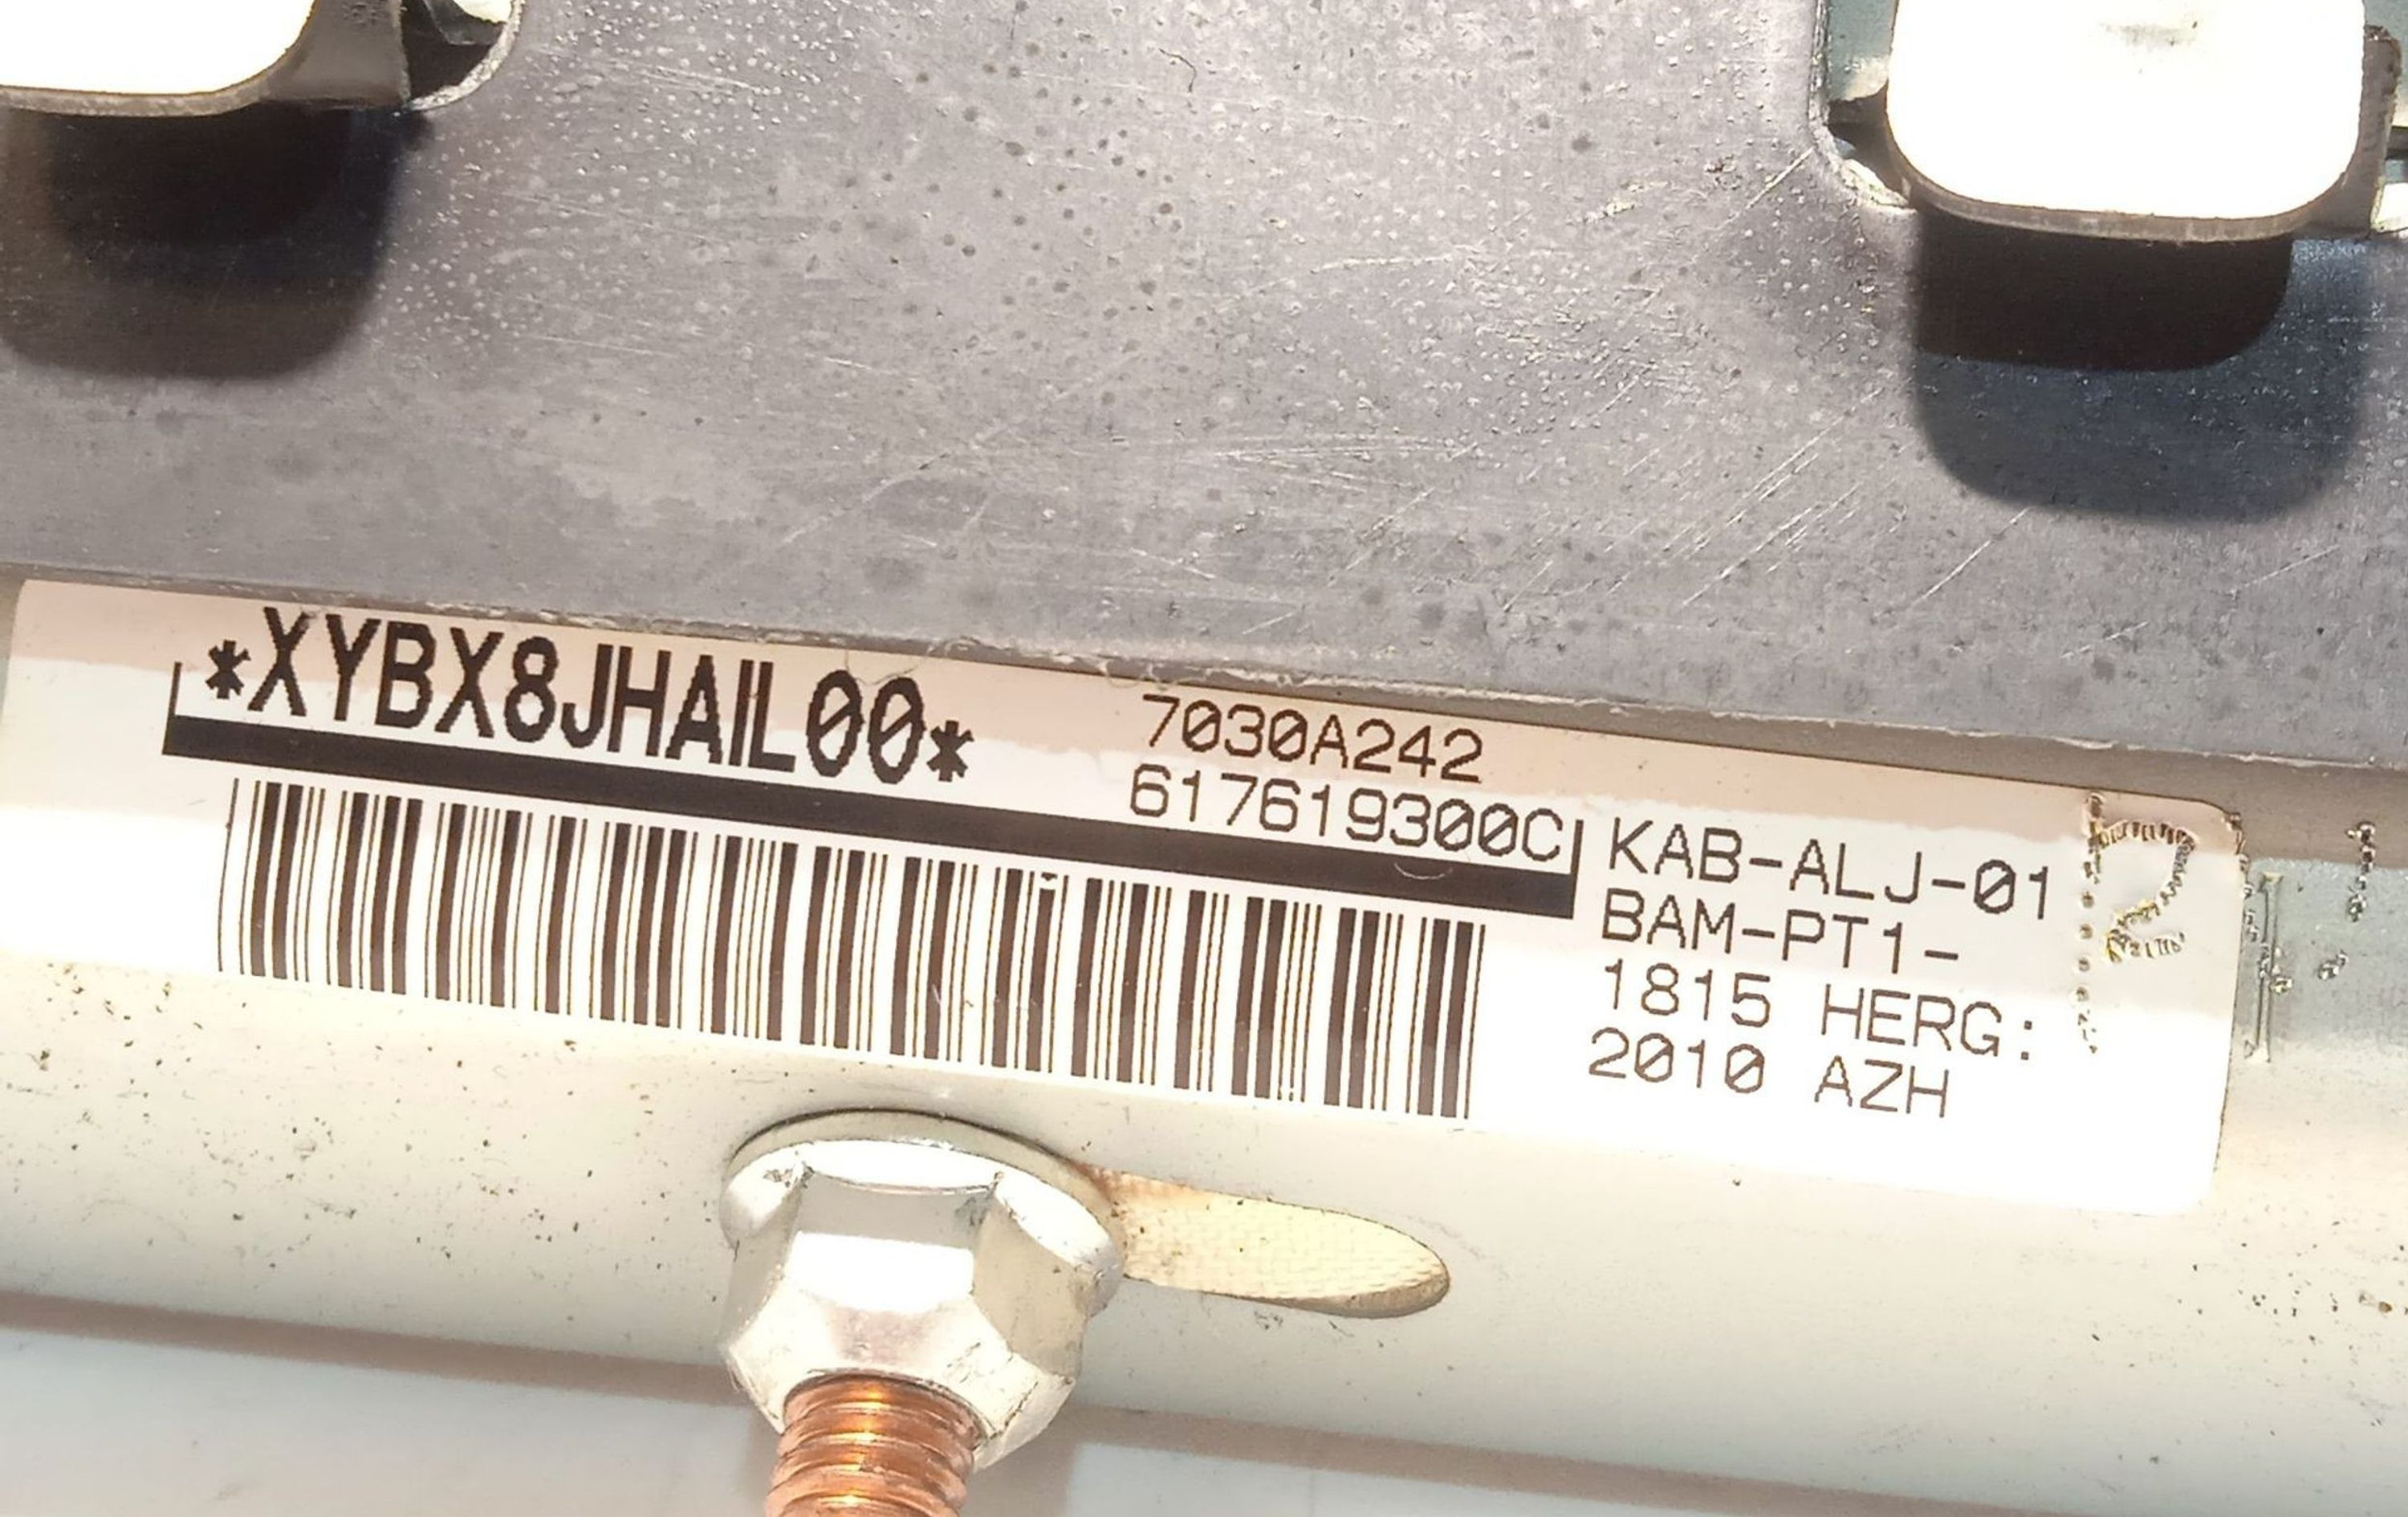 *XYBX8JHAIL00*
7030A242
617619300C
KAB-ALJ-01
BAM-PT1-
1815 HERG:
2010 AZH